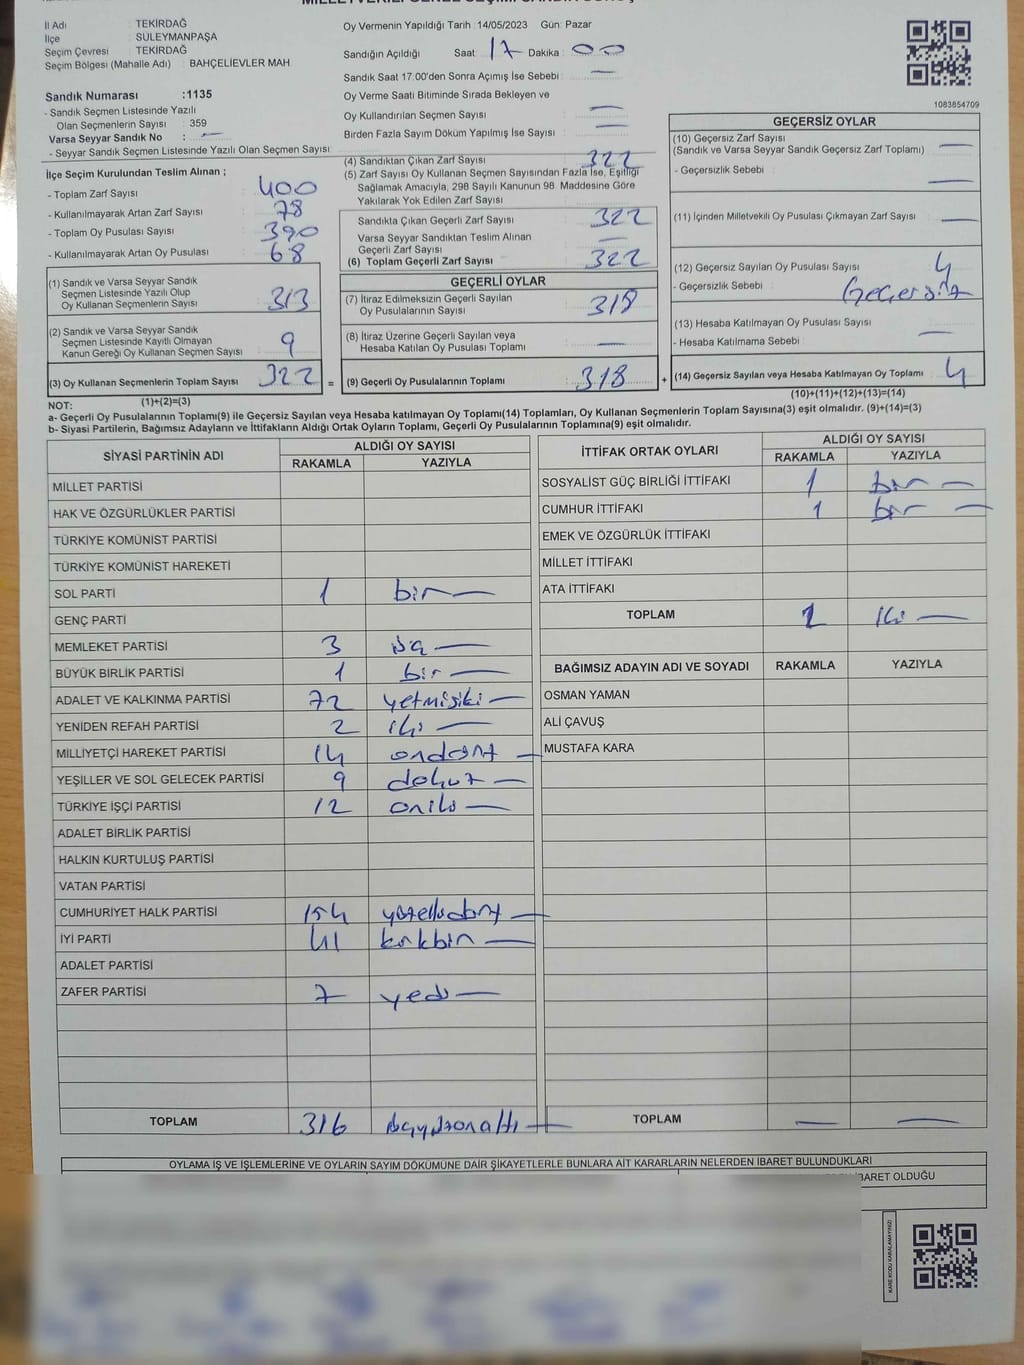 İl Adı : TEKİRDAĞ
İlçe : SÜLEYMANPAŞA
Seçim Çevresi : TEKİRDAĞ
Seçim Bölgesi (Mahalle Adı) : BAHÇELİEVLER MAH.
Sandık Numarası :1135
- Sandık Seçmen Listesinde Yazılı
Olan Seçmenlerin Sayısı : 359
Varsa Seyyar Sandık No : —
- Seyyar Sandık Seçmen Listesinde Yazılı Olan Seçmen Sayısı:
Oy Vermenin Yapıldığı Tarih :14/05/2023 Gün: Pazar
Sandığın Açıldığı Saat 17 Dakika : 00
Sandık Saat 17:00'den Sonra Açımış İse Sebebi : —
Oy Verme Saati Bitiminde Sırada Bekleyen ve
Oy Kullandırılan Seçmen Sayısı : —
Birden Fazla Sayım Döküm Yapılmış İse Sayısı : —
1083854709
İlçe Seçim Kurulundan Teslim Alınan ;
- Toplam Zarf Sayısı : 400
- Kullanılmayarak Artan Zarf Sayısı : 78
- Toplam Oy Pusulası Sayısı : 390
- Kullanılmayarak Artan Oy Pusulası : 68
(1) Sandık ve Varsa Seyyar Sandık
Seçmen Listesinde Yazılı Olup
Oy Kullanan Seçmenlerin Sayısı : 313
(2) Sandık ve Varsa Seyyar Sandık
Seçmen Listesinde Kayıtlı Olmayan
Kanun Gereği Oy Kullanan Seçmen Sayısı : 9
(3) Oy Kullanan Seçmenlerin Toplam Sayısı : 322 =
(1)+(2)=(3)
(4) Sandıktan Çıkan Zarf Sayısı : 322
(5) Zarf Sayısı Oy Kullanan Seçmen Sayısından Fazla İse, Eşitliği
Sağlamak Amacıyla, 298 Sayılı Kanunun 98. Maddesine Göre
Yakılarak Yok Edilen Zarf Sayısı :
Sandıkta Çıkan Geçerli Zarf Sayısı : 322
Varsa Seyyar Sandıktan Teslim Alınan
Geçerli Zarf Sayısı : —
(6) Toplam Geçerli Zarf Sayısı : 322
GEÇERLİ OYLAR
(7) İtiraz Edilmeksizin Geçerli Sayılan
Oy Pusulalarının Sayısı : 318
(8) İtiraz Üzerine Geçerli Sayılan veya
Hesaba Katılan Oy Pusulası Toplamı : —
(9) Geçerli Oy Pusulalarının Toplamı : 318 +
GEÇERSİZ OYLAR
(10) Geçersiz Zarf Sayısı : —
(Sandık ve Varsa Seyyar Sandık Geçersiz Zarf Toplamı)
- Geçersizlik Sebebi : —
(11) İçinden Milletvekili Oy Pusulası Çıkmayan Zarf Sayısı : —
(12) Geçersiz Sayılan Oy Pusulası Sayısı : 4
- Geçersizlik Sebebi : Geçersiz
(13) Hesaba Katılmayan Oy Pusulası Sayısı : —
- Hesaba Katılmama Sebebi :
(14) Geçersiz Sayılan veya Hesaba Katılmayan Oy Toplamı : 4
(10)+(11)+(12)+(13)=(14)
NOT:
a- Geçerli Oy Pusulalarının Toplamı(9) ile Geçersiz Sayılan veya Hesaba katılmayan Oy Toplamı(14) Toplamları, Oy Kullanan Seçmenlerin Toplam Sayısına(3) eşit olmalıdır. (9)+(14)=(3)
b- Siyasi Partilerin, Bağımsız Adayların ve İttifakların Aldığı Ortak Oyların Toplamı, Geçerli Oy Pusulalarının Toplamına(9) eşit olmalıdır.
SİYASİ PARTİNİN ADI ALDIĞI OY SAYISI
RAKAMLA YAZIYLA
MİLLET PARTİSİ
HAK VE ÖZGÜRLÜKLER PARTİSİ
TÜRKİYE KOMÜNİST PARTİSİ
TÜRKİYE KOMÜNİST HAREKETİ
SOL PARTİ 1 bir —
GENÇ PARTİ
MEMLEKET PARTİSİ 3 üç —
BÜYÜK BİRLİK PARTİSİ 1 bir —
ADALET VE KALKINMA PARTİSİ 72 yetmişiki —
YENİDEN REFAH PARTİSİ 2 iki —
MİLLİYETÇİ HAREKET PARTİSİ 14 ondört —
YEŞİLLER VE SOL GELECEK PARTİSİ 9 dokuz —
TÜRKİYE İŞÇİ PARTİSİ 12 oniki —
ADALET BİRLİK PARTİSİ
HALKIN KURTULUŞ PARTİSİ
VATAN PARTİSİ
CUMHURİYET HALK PARTİSİ 154 yüzellidört —
İYİ PARTİ 41 kırkbir —
ADALET PARTİSİ
ZAFER PARTİSİ 7 yedi —
TOPLAM 316 üçyüzonaltı —
İTTİFAK ORTAK OYLARI ALDIĞI OY SAYISI
RAKAMLA YAZIYLA
SOSYALİST GÜÇ BİRLİĞİ İTTİFAKI 1 bir —
CUMHUR İTTİFAKI 1 bir —
EMEK VE ÖZGÜRLÜK İTTİFAKI
MİLLET İTTİFAKI
ATA İTTİFAKI
TOPLAM 2 iki —
BAĞIMSIZ ADAYIN ADI VE SOYADI RAKAMLA YAZIYLA
OSMAN YAMAN
ALİ ÇAVUŞ
MUSTAFA KARA
TOPLAM — —
OYLAMA İŞ VE İŞLEMLERİNE VE OYLARIN SAYIM DÖKÜMÜNE DAİR ŞİKAYETLERLE BUNLARA AİT KARARLARIN NELERDEN İBARET BULUNDUKLARI
İBARET OLDUĞU
KARE KODU KARALAMAYINIZ!